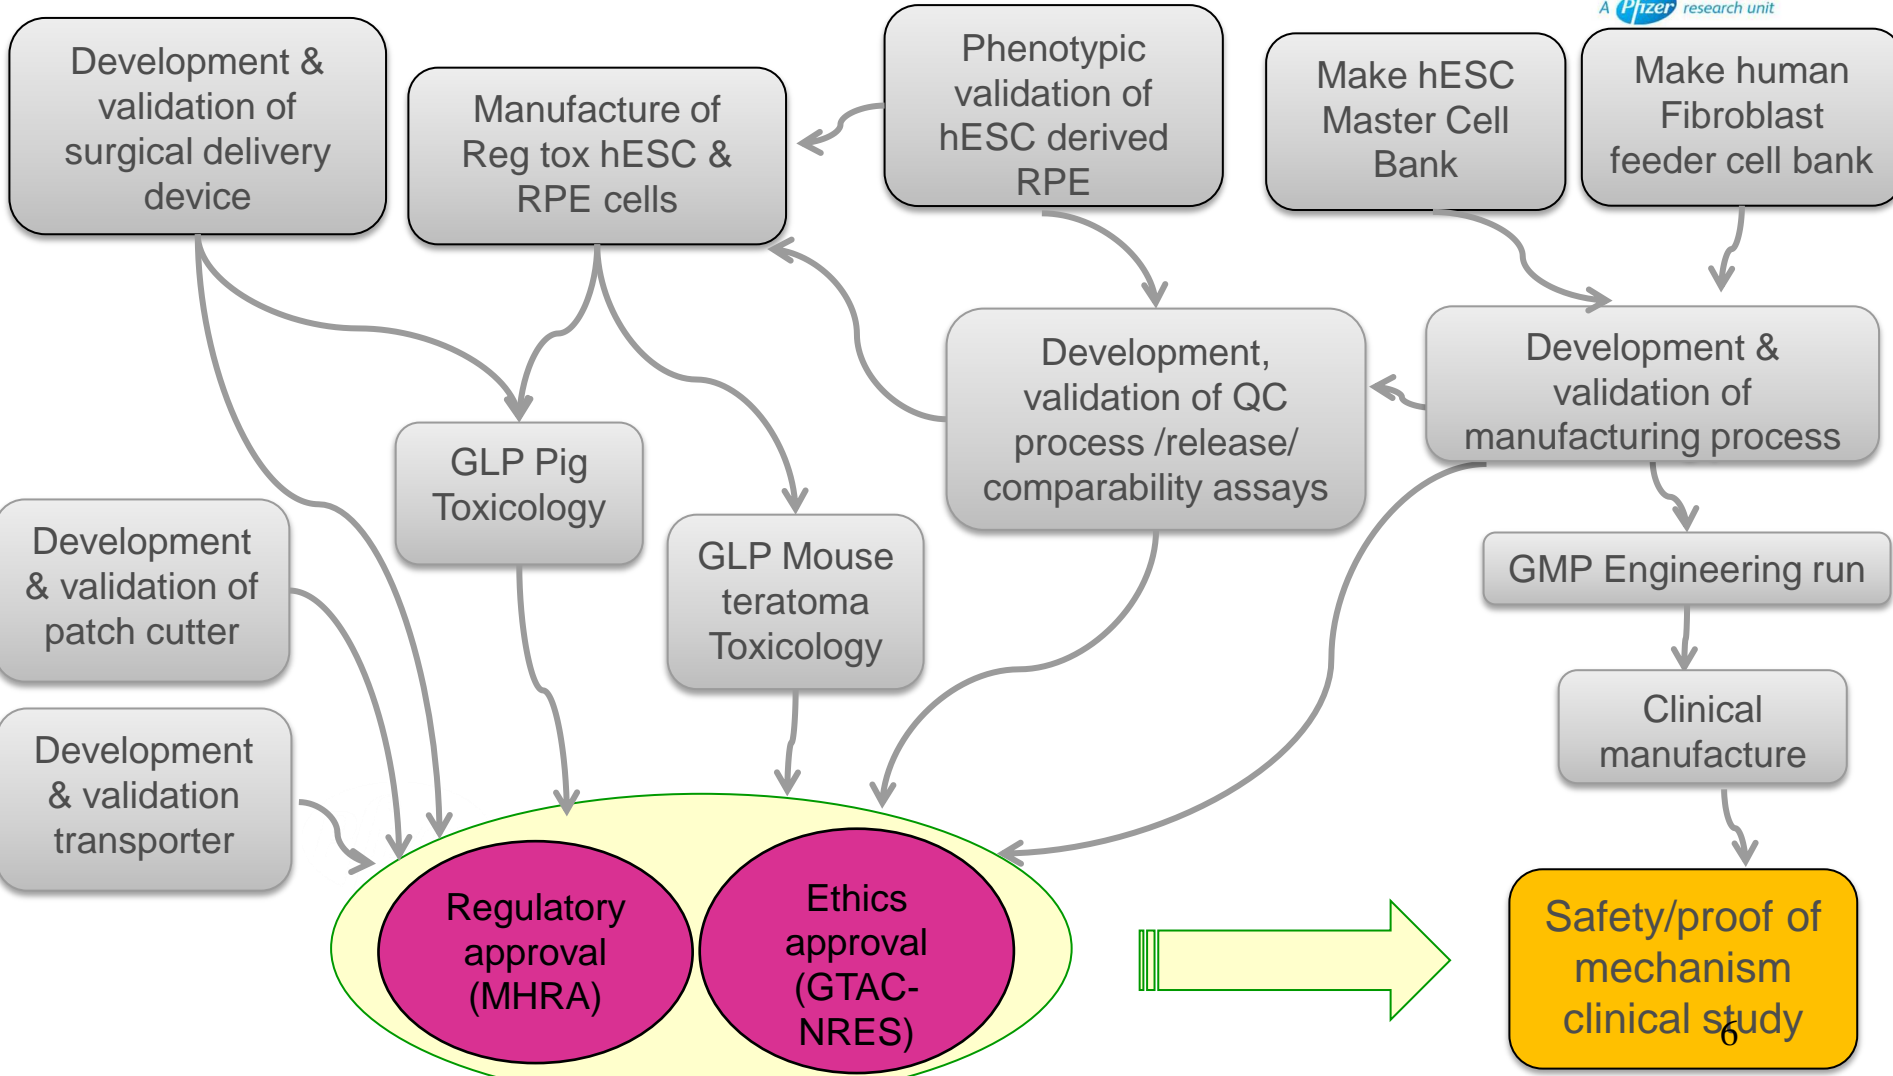 A Pfizer research unit
Development &
validation of
surgical delivery
device
Manufacture of
Reg tox hESC &
RPE cells
Phenotypic
validation of
hESC derived
RPE
Make hESC
Master Cell
Bank
Make human
Fibroblast
feeder cell bank
Development,
validation of QC
process /release/
comparability assays
Development &
validation of
manufacturing process
GLP Pig
Toxicology
GLP Mouse
teratoma
Toxicology
GMP Engineering run
Development
& validation of
patch cutter
Clinical
manufacture
Development
& validation
transporter
Regulatory
approval
(MHRA)
Ethics
approval
(GTAC-
NRES)
Safety/proof of
mechanism
clinical study
6